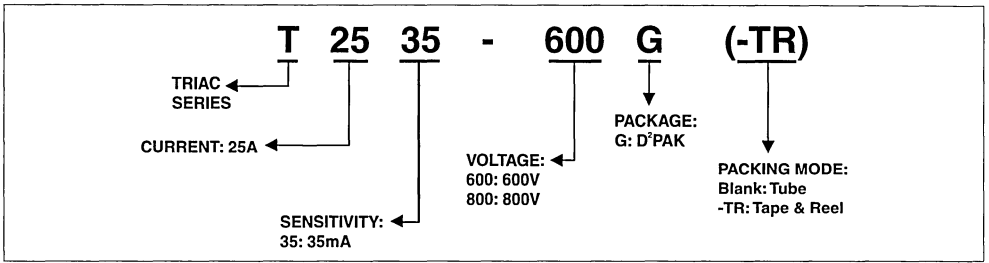 T 25 35 - 600 G (-TR)
TRIAC
SERIES
CURRENT: 25A
SENSITIVITY:
35: 35mA
VOLTAGE:
600: 600V
800: 800V
PACKAGE:
G: D²PAK
PACKING MODE:
Blank: Tube
-TR: Tape & Reel